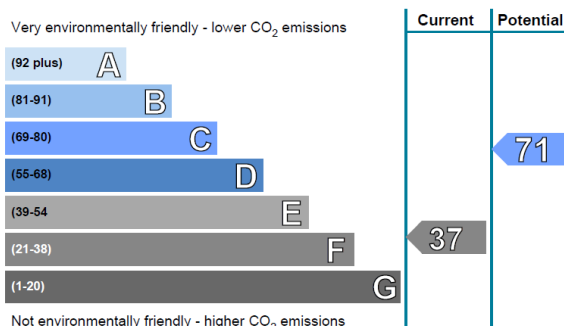 Current Potential
Very environmentally friendly - lower CO2 emissions
(92 plus) A
(81-91) B
(69-80) C
71
(55-68) D
(39-54 E
(21-38) F
37
(1-20) G
Not environmentally friendly - higher CO2 emissions